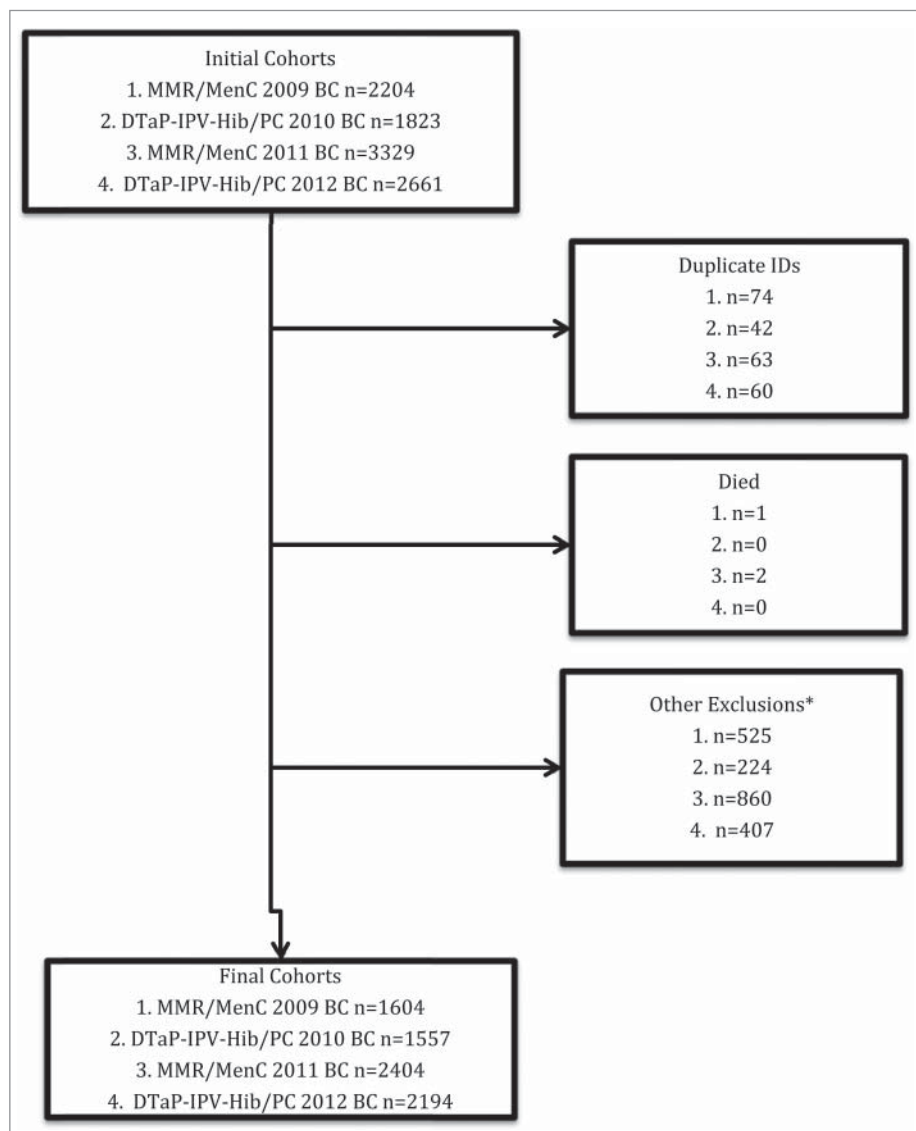 Initial Cohorts
1. MMR/MenC 2009 BC n=2204
2. DTaP-IPV-Hib/PC 2010 BC n=1823
3. MMR/MenC 2011 BC n=3329
4. DTaP-IPV-Hib/PC 2012 BC n=2661
Duplicate IDs
1. n=74
2. n=42
3. n=63
4. n=60
Died
1. n=1
2. n=0
3. n=2
4. n=0
Other Exclusions*
1. n=525
2. n=224
3. n=860
4. n=407
Final Cohorts
1. MMR/MenC 2009 BC n=1604
2. DTaP-IPV-Hib/PC 2010 BC n=1557
3. MMR/MenC 2011 BC n=2404
4. DTaP-IPV-Hib/PC 2012 BC n=2194